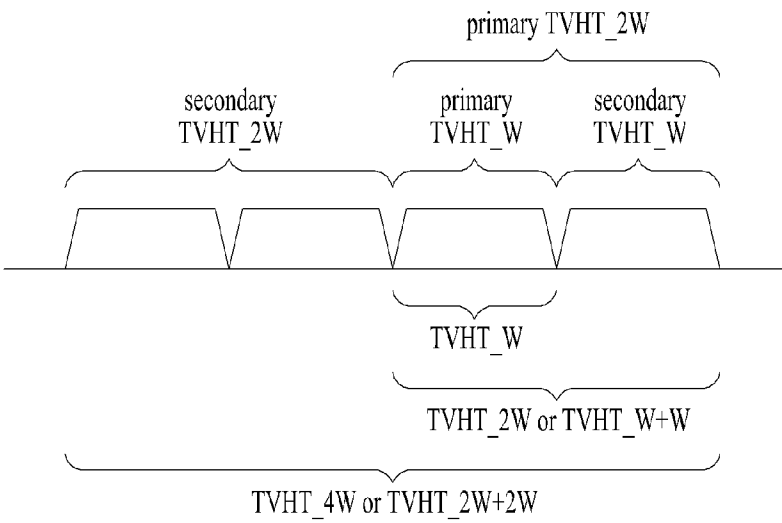 primary TVHT_2W
secondary
TVHT_2W
primary
TVHT_W
secondary
TVHT_W
TVHT_W
TVHT_2W or TVHT_W+W
TVHT_4W or TVHT_2W+2W